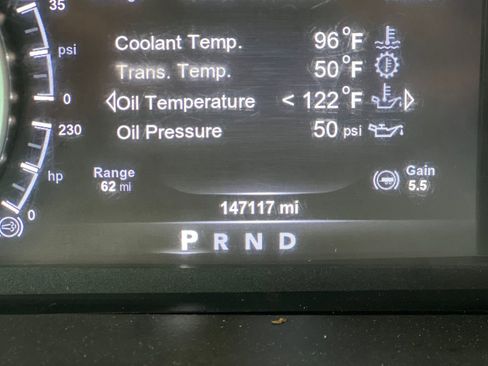 35
Coolant Temp. 96°F
psi
Trans. Temp. 50°F
0
Oil Temperature < 122°F
230
Oil Pressure 50 psi
hp
Range
62 mi
Gain
5.5
0
147117 mi
P R N D